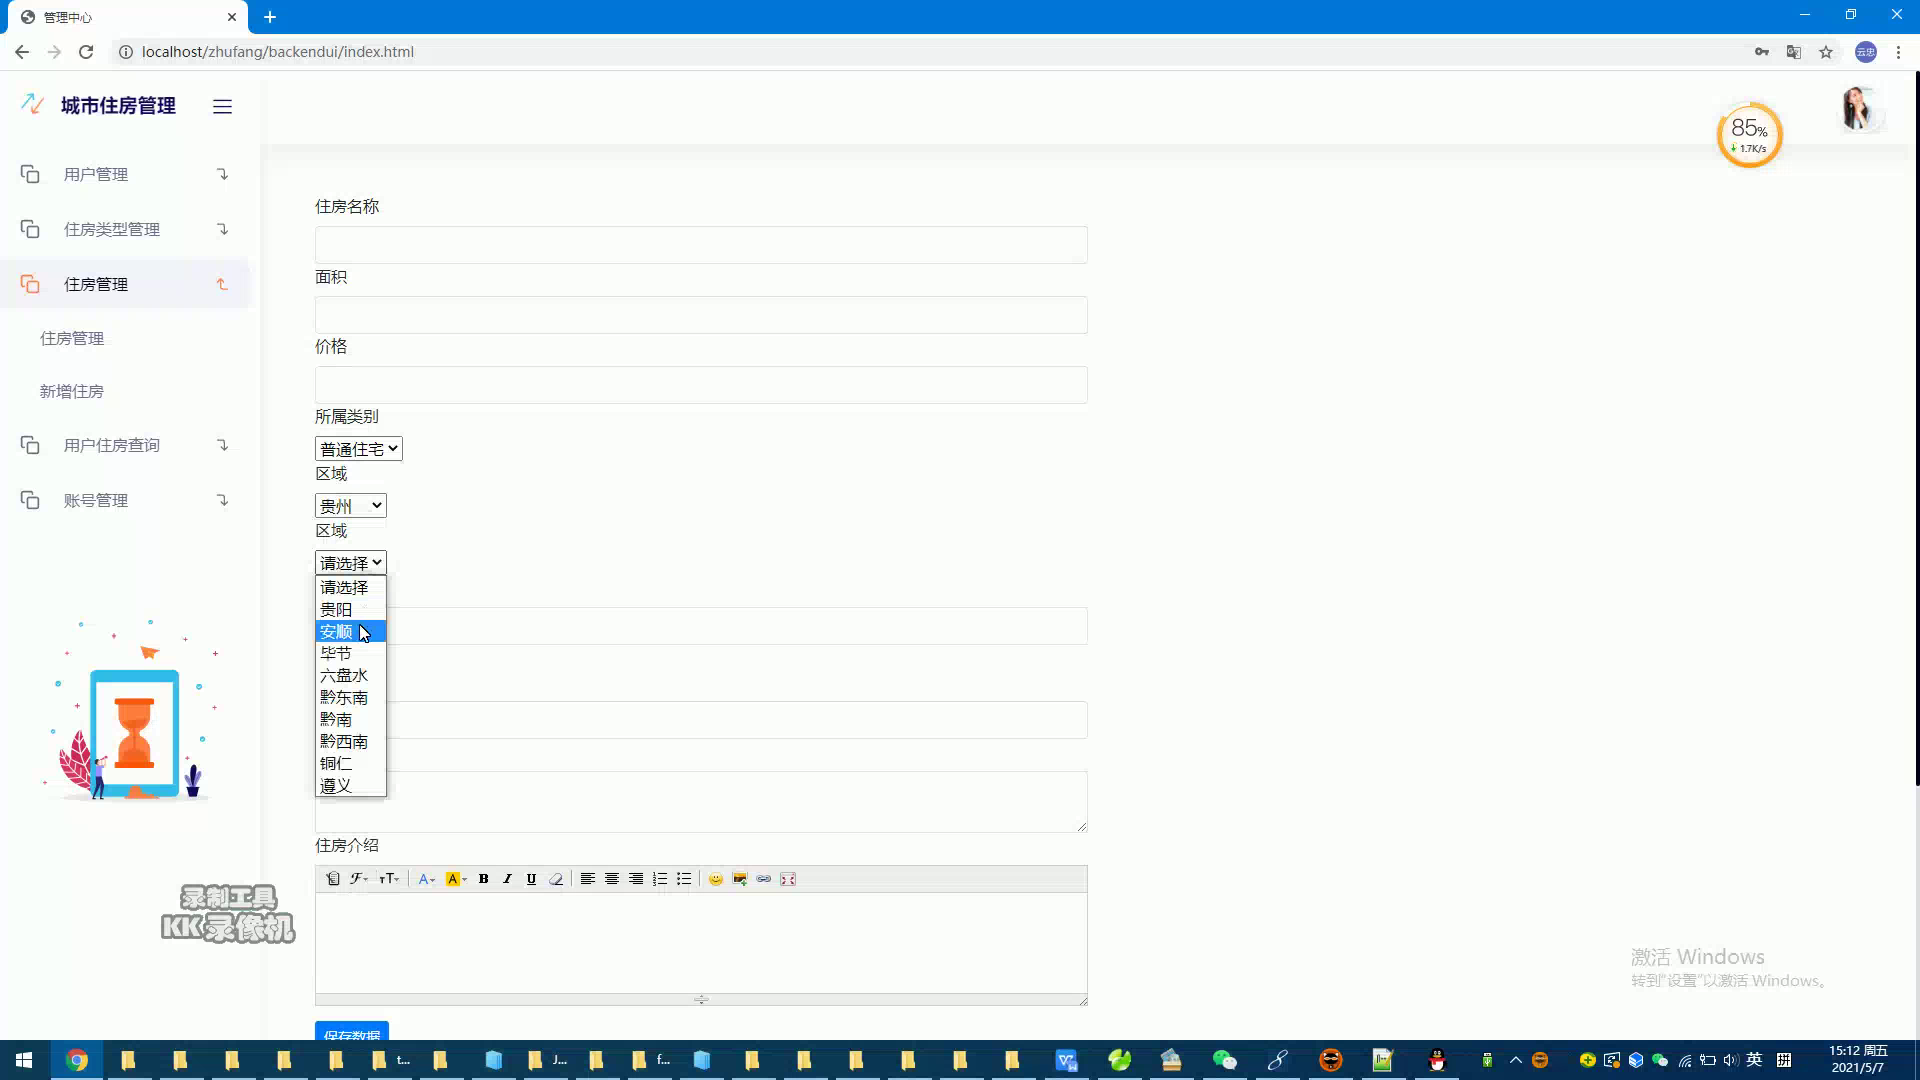 管理中心
localhost/zhufang/backendui/index.html
云忠
城市住房管理
85%
1.7K/s
用户管理
住房类型管理
住房管理
住房管理
新增住房
用户住房查询
账号管理
住房名称
面积
价格
所属类别
普通住宅
区域
贵州
区域
请选择
请选择
贵阳
安顺
毕节
六盘水
黔东南
黔南
黔西南
铜仁
遵义
住房介绍
保存数据
录制工具
KK录像机
激活 Windows
转到"设置"以激活 Windows。
t...
J...
f...
英
拼
15:12 周五
2021/5/7